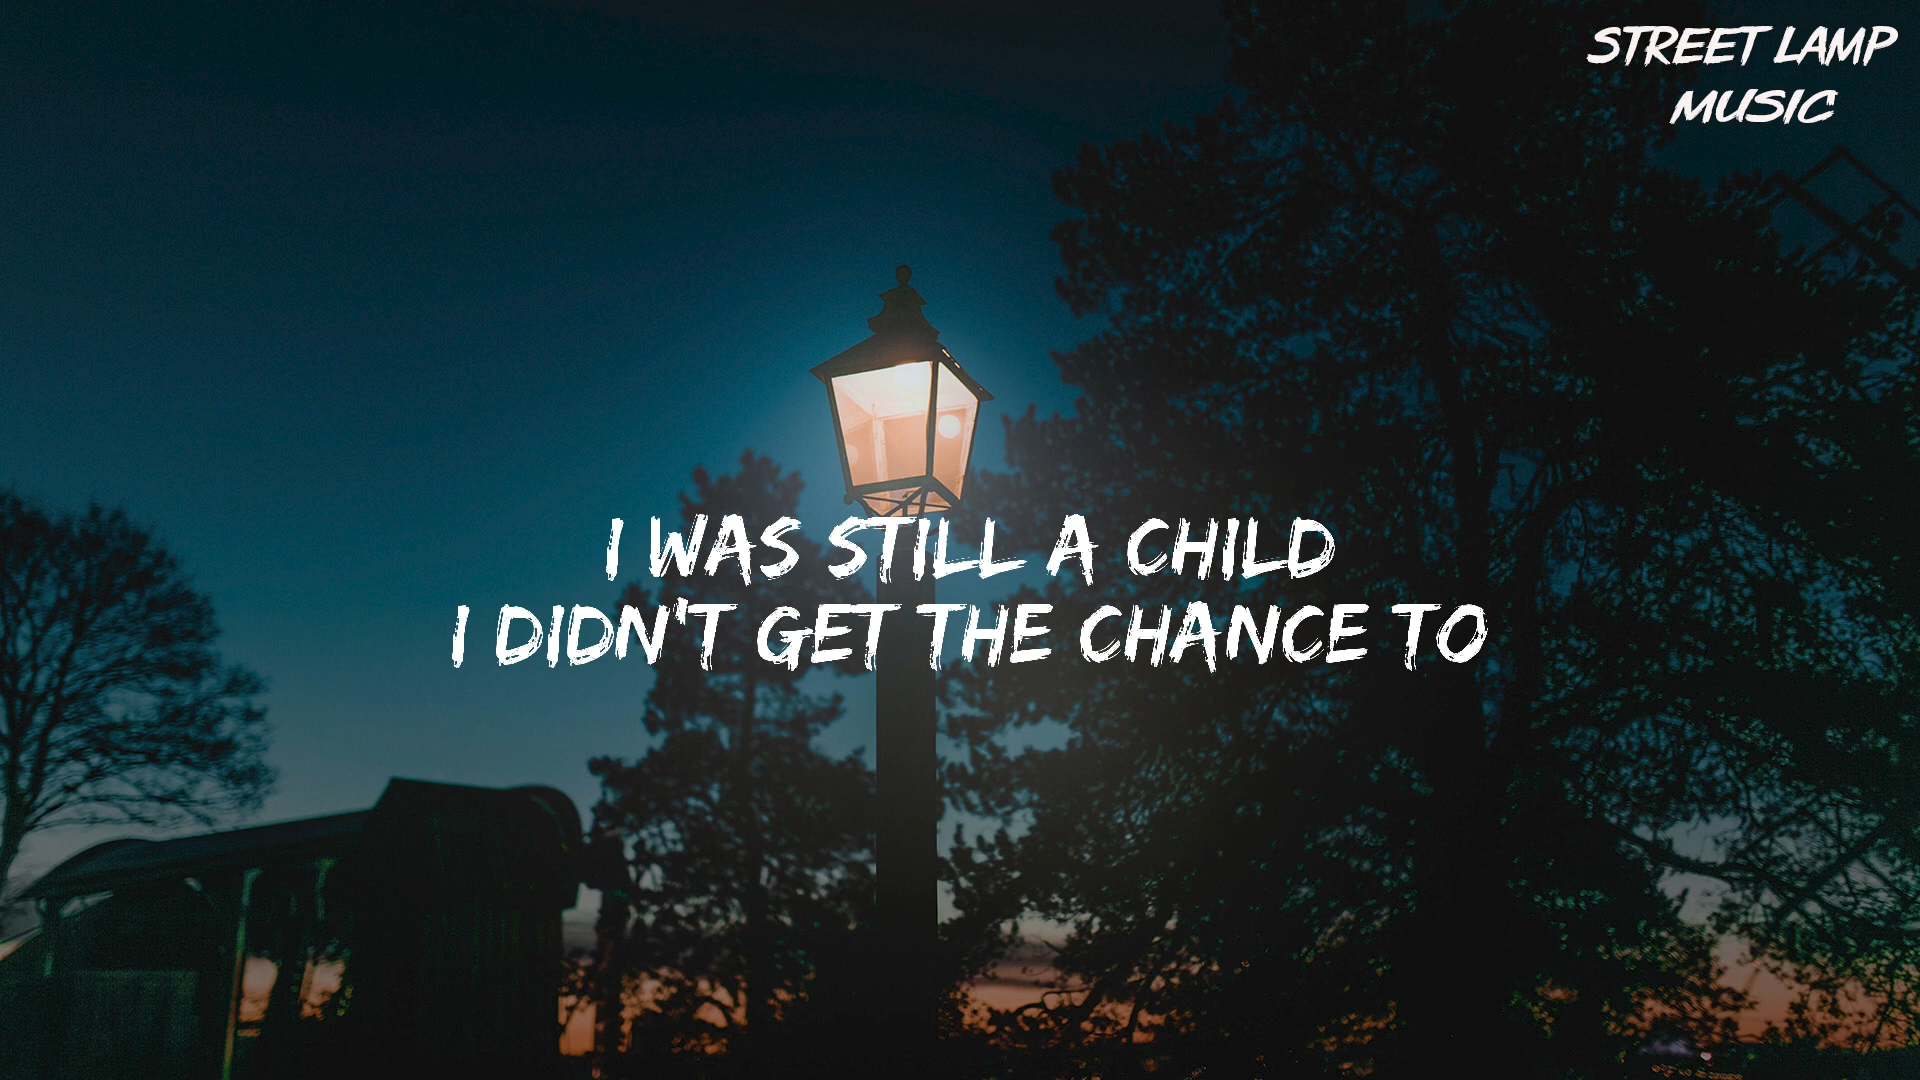 STREET LAMP
MUSIC
I WAS STILL A CHILD
I DIDN'T GET THE CHANCE TO